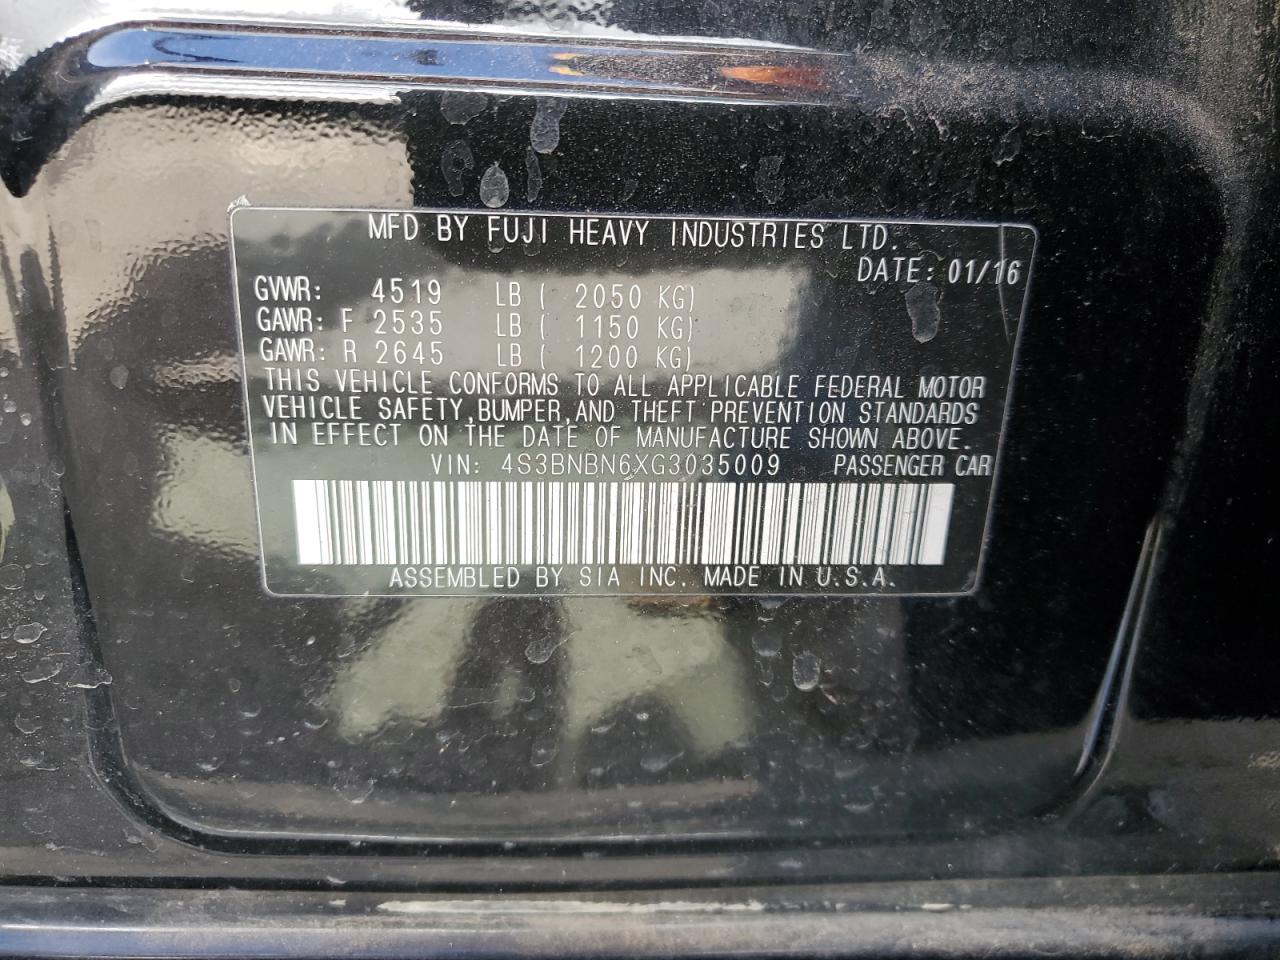 MFD BY FUJI HEAVY INDUSTRIES LTD.
DATE: 01/16
GVWR: 4519 LB ( 2050 KG)
GAWR: F 2535 LB ( 1150 KG)
GAWR: R 2645 LB ( 1200 KG)
THIS VEHICLE CONFORMS TO ALL APPLICABLE FEDERAL MOTOR
VEHICLE SAFETY, BUMPER, AND THEFT PREVENTION STANDARDS
IN EFFECT ON THE DATE OF MANUFACTURE SHOWN ABOVE.
VIN: 4S3BNBN6XG3035009 PASSENGER CAR
ASSEMBLED BY SIA INC. MADE IN U.S.A.